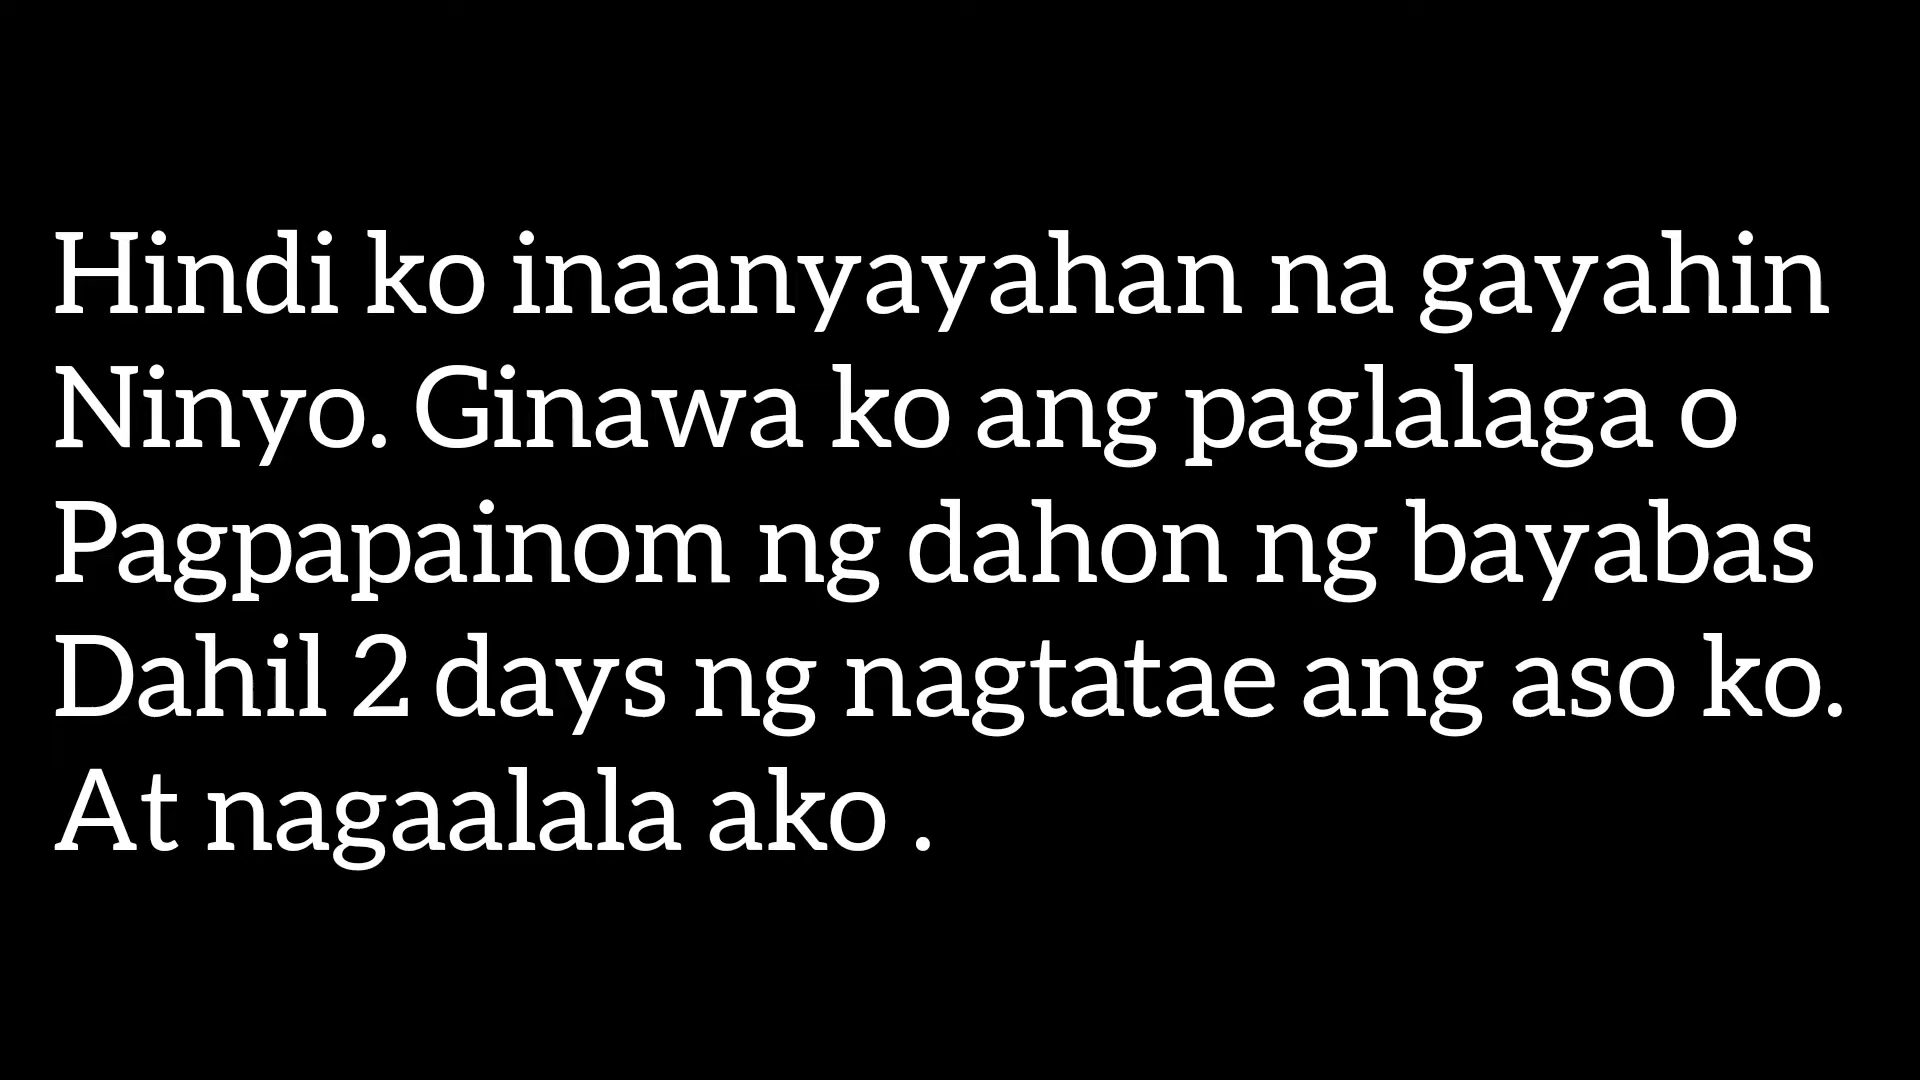 Hindi ko inaanyayahan na gayahin
Ninyo. Ginawa ko ang paglalaga o
Pagpapainom ng dahon ng bayabas
Dahil 2 days ng nagtatae ang aso ko.
At nagaalala ako .